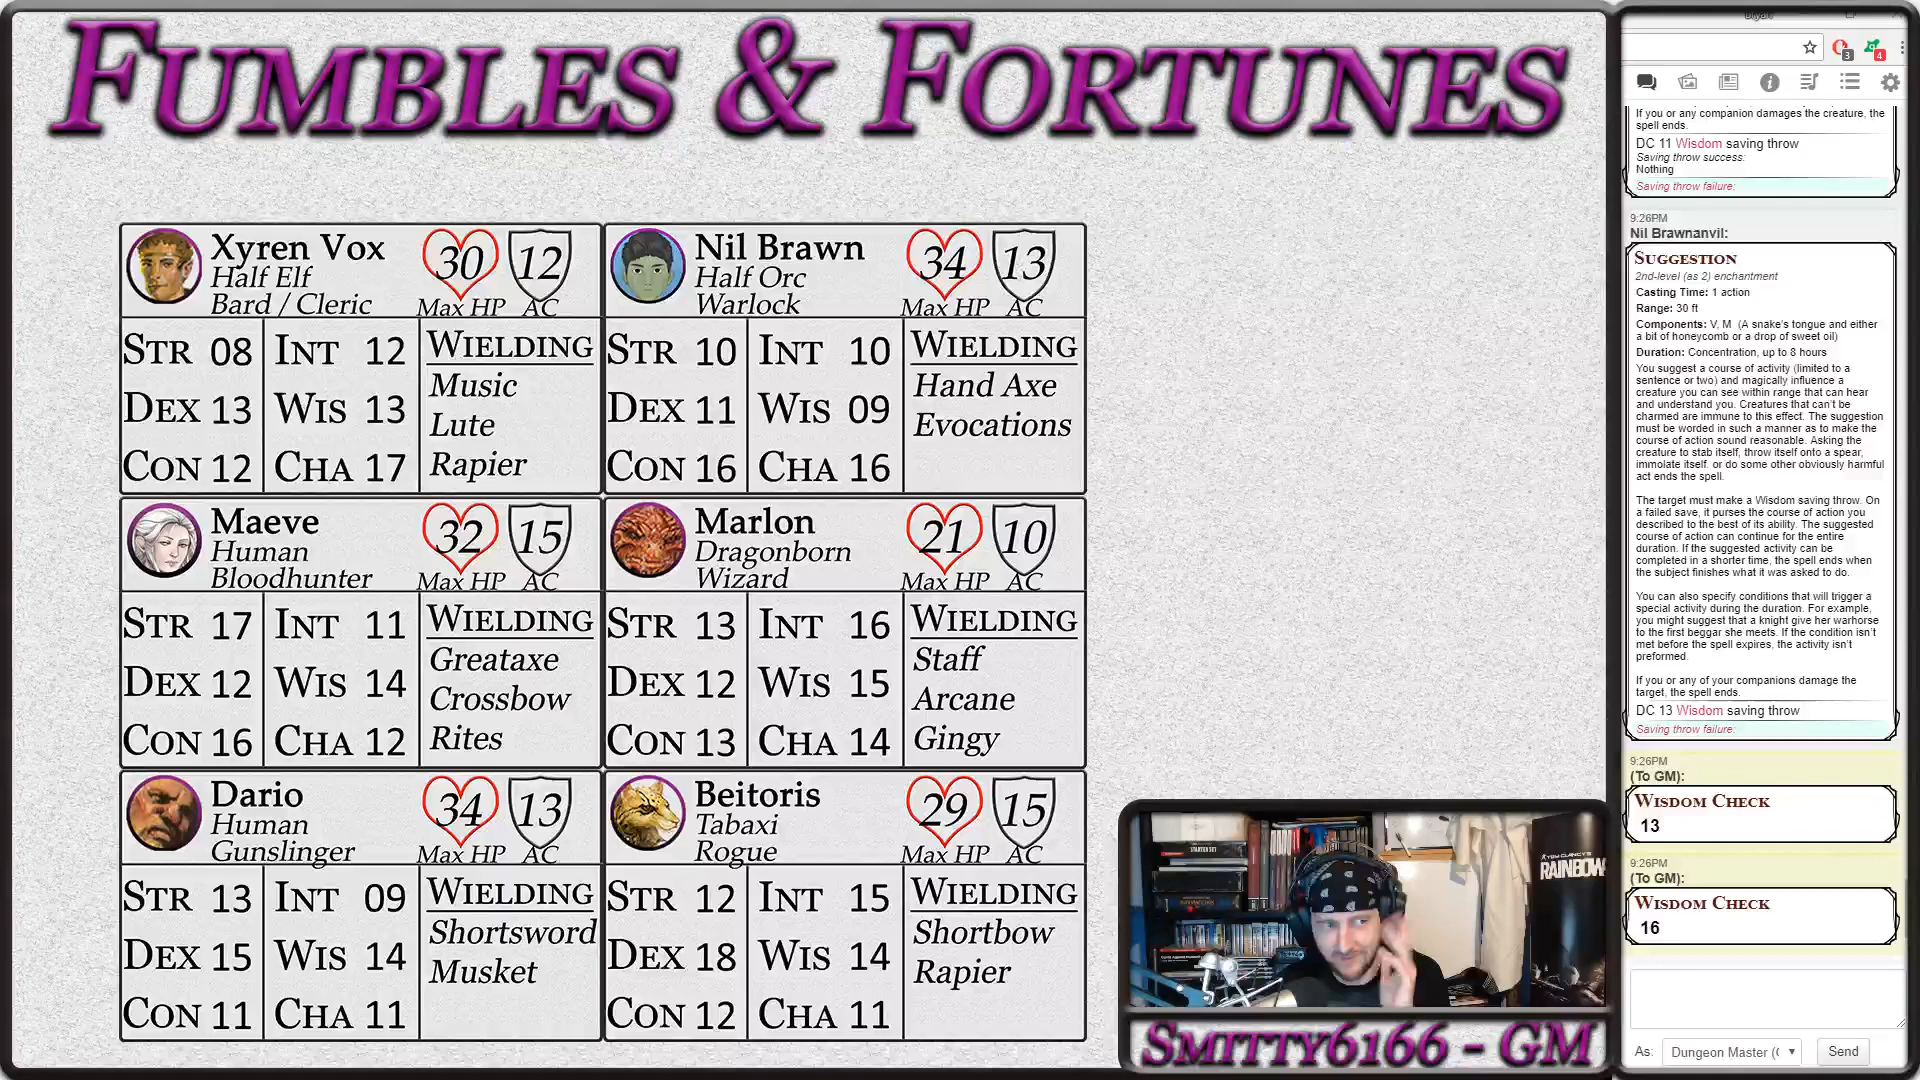 FUMBLES & FORTUNES
Xyren Vox
Half Elf
Bard / Cleric
30
Max HP
12
AC
STR 08
DEX 13
CON 12
INT 12
WIS 13
CHA 17
WIELDING
Music
Lute
Rapier
Nil Brawn
Half Orc
Warlock
34
Max HP
13
AC
STR 10
DEX 11
CON 16
INT 10
WIS 09
CHA 16
WIELDING
Hand Axe
Evocations
Maeve
Human
Bloodhunter
32
Max HP
15
AC
STR 17
DEX 12
CON 16
INT 11
WIS 14
CHA 12
WIELDING
Greataxe
Crossbow
Rites
Marlon
Dragonborn
Wizard
21
Max HP
10
AC
STR 13
DEX 12
CON 13
INT 16
WIS 15
CHA 14
WIELDING
Staff
Arcane
Gingy
Dario
Human
Gunslinger
34
Max HP
13
AC
STR 13
DEX 15
CON 11
INT 09
WIS 14
CHA 11
WIELDING
Shortsword
Musket
Beitoris
Tabaxi
Rogue
29
Max HP
15
AC
STR 12
DEX 18
CON 12
INT 15
WIS 14
CHA 11
WIELDING
Shortbow
Rapier
STARTER SET
TOM CLANCY'S
RAINBOW
SMITTY6166 - GM
3
4
If you or any companion damages the creature, the
spell ends.
DC 11 Wisdom saving throw
Saving throw success:
Nothing
Saving throw failure:
9:26PM
Nil Brawnanvil:
SUGGESTION
2nd-level (as 2) enchantment
Casting Time: 1 action
Range: 30 ft
Components: V, M (A snake's tongue and either
a bit of honeycomb or a drop of sweet oil)
Duration: Concentration, up to 8 hours
You suggest a course of activity (limited to a
sentence or two) and magically influence a
creature you can see within range that can hear
and understand you. Creatures that can't be
charmed are immune to this effect. The suggestion
must be worded in such a manner as to make the
course of action sound reasonable. Asking the
creature to stab itself, throw itself onto a spear,
immolate itself, or do some other obviously harmful
act ends the spell.
The target must make a Wisdom saving throw. On
a failed save, it purses the course of action you
described to the best of its ability. The suggested
course of action can continue for the entire
duration. If the suggested activity can be
completed in a shorter time, the spell ends when
the subject finishes what it was asked to do.
You can also specify conditions that will trigger a
special activity during the duration. For example,
you might suggest that a knight give her warhorse
to the first beggar she meets. If the condition isn't
met before the spell expires, the activity isn't
preformed.
If you or any of your companions damage the
target, the spell ends.
DC 13 Wisdom saving throw
Saving throw failure:
9:26PM
(To GM):
WISDOM CHECK
13
9:26PM
(To GM):
WISDOM CHECK
16
As:
Dungeon Master (
Send